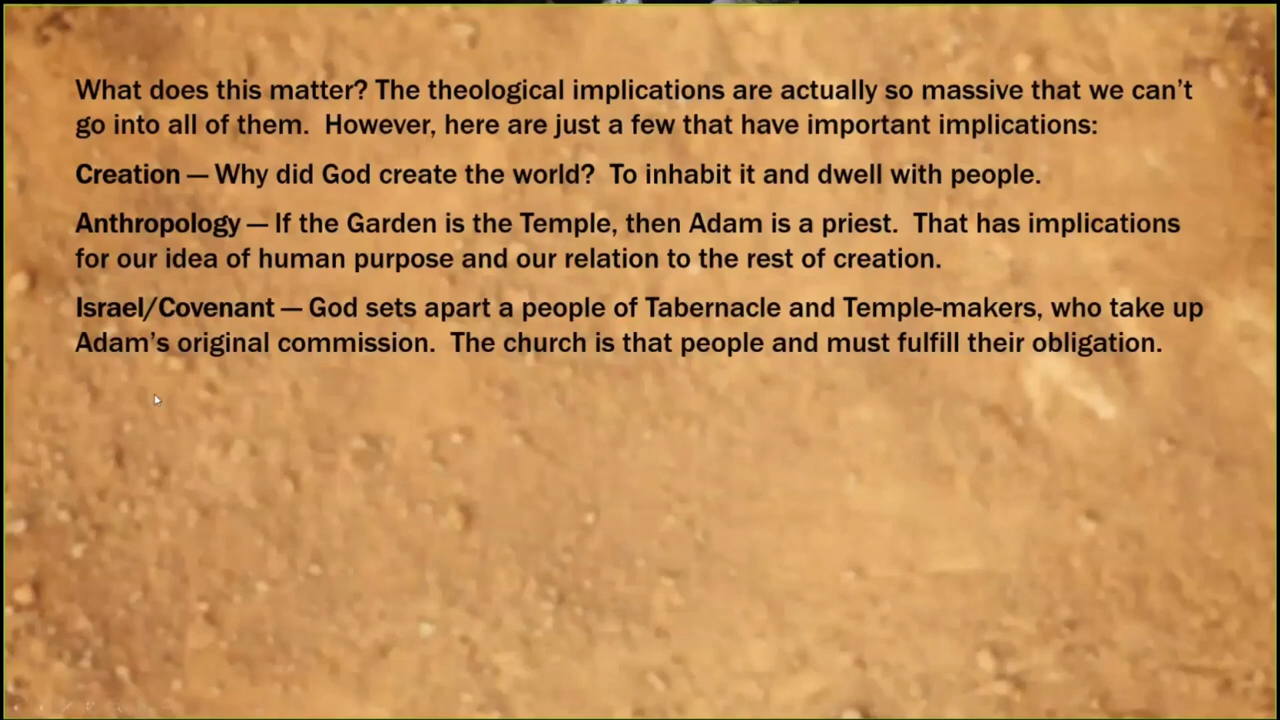 What does this matter? The theological implications are actually so massive that we can’t
go into all of them.  However, here are just a few that have important implications:
Creation — Why did God create the world?  To inhabit it and dwell with people.
Anthropology — If the Garden is the Temple, then Adam is a priest.  That has implications
for our idea of human purpose and our relation to the rest of creation.
Israel/Covenant — God sets apart a people of Tabernacle and Temple-makers, who take up
Adam’s original commission.  The church is that people and must fulfill their obligation.